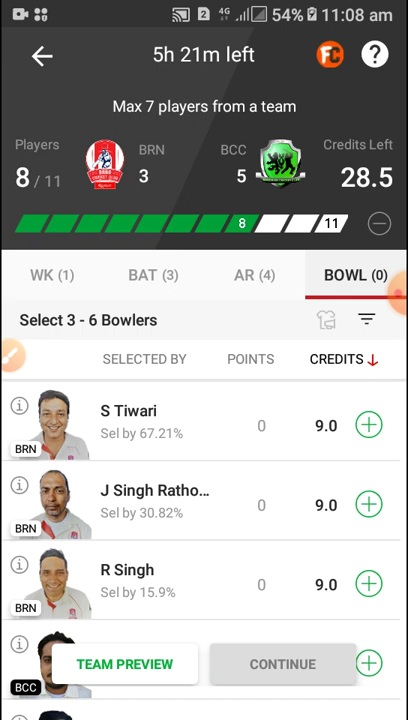 2 4G 54% 11:08 am
5h 21m left FC ?
Max 7 players from a team
Players BRN BCC Credits Left
8 / 11 3 5 28.5
8 11
WK (1) BAT (3) AR (4) BOWL (0)
Select 3 - 6 Bowlers
SELECTED BY POINTS CREDITS
S Tiwari
Sel by 67.21% 0 9.0
BRN
J Singh Ratho...
Sel by 30.82% 0 9.0
BRN
R Singh
Sel by 15.9% 0 9.0
BRN
TEAM PREVIEW CONTINUE
BCC